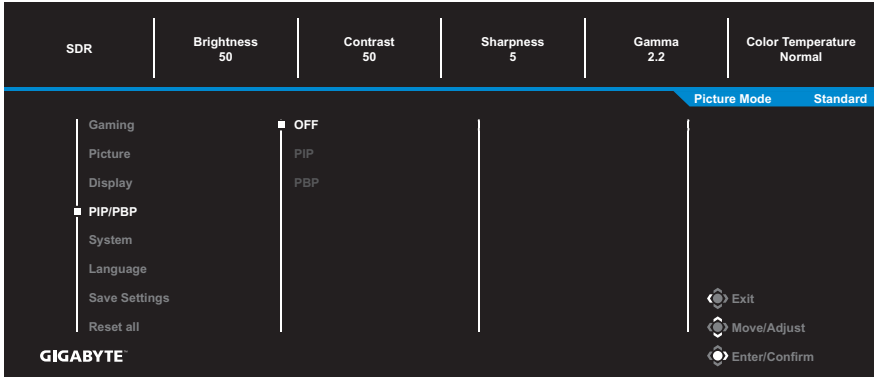 SDR
Brightness
50
Contrast
50
Sharpness
5
Gamma
2.2
Color Temperature
Normal
Picture Mode Standard
Gaming
Picture
Display
PIP/PBP
System
Language
Save Settings
Reset all
OFF
PIP
PBP
Exit
Move/Adjust
Enter/Confirm
GIGABYTE™